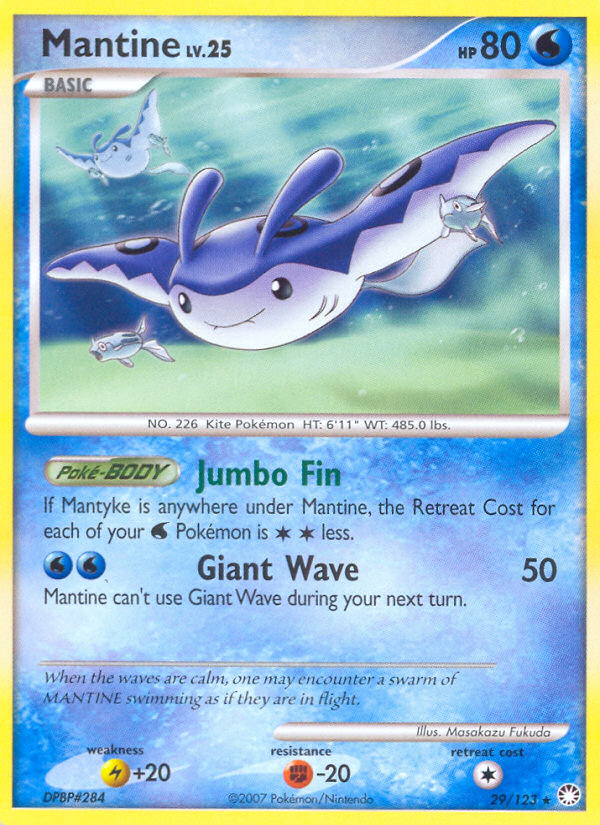 Mantine LV.25 HP 80
BASIC
NO. 226 Kite Pokémon HT: 6'11" WT: 485.0 lbs.
Poké-BODY Jumbo Fin
If Mantyke is anywhere under Mantine, the Retreat Cost for
each of your Pokémon is less.
Giant Wave 50
Mantine can't use Giant Wave during your next turn.
When the waves are calm, one may encounter a swarm of
MANTINE swimming as if they are in flight.
Illus. Masakazu Fukuda
weakness resistance retreat cost
+20 -20
DPBP#284 ©2007 Pokémon/Nintendo 29/123 ★